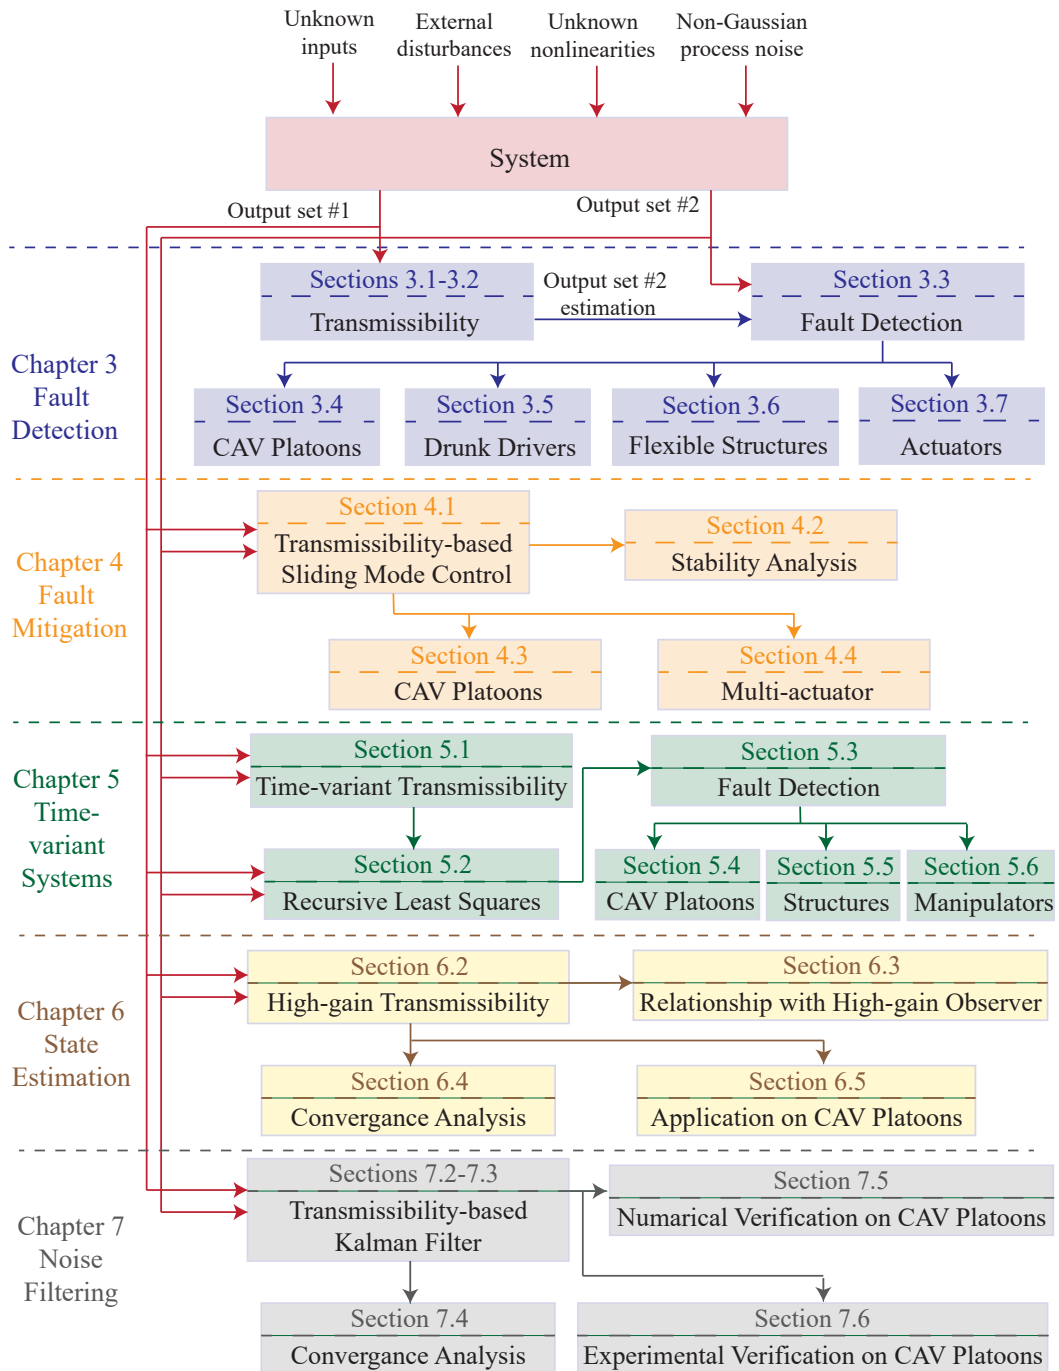 Unknown
inputs
External
disturbances
Unknown
nonlinearities
Non-Gaussian
process noise
System
Output set #1
Output set #2
Chapter 3
Fault
Detection
Sections 3.1-3.2
Transmissibility
Output set #2
estimation
Section 3.3
Fault Detection
Section 3.4
CAV Platoons
Section 3.5
Drunk Drivers
Section 3.6
Flexible Structures
Section 3.7
Actuators
Chapter 4
Fault
Mitigation
Section 4.1
Transmissibility-based
Sliding Mode Control
Section 4.2
Stability Analysis
Section 4.3
CAV Platoons
Section 4.4
Multi-actuator
Chapter 5
Time-
variant
Systems
Section 5.1
Time-variant Transmissibility
Section 5.2
Recursive Least Squares
Section 5.3
Fault Detection
Section 5.4
CAV Platoons
Section 5.5
Structures
Section 5.6
Manipulators
Chapter 6
State
Estimation
Section 6.2
High-gain Transmissibility
Section 6.3
Relationship with High-gain Observer
Section 6.4
Convergance Analysis
Section 6.5
Application on CAV Platoons
Chapter 7
Noise
Filtering
Sections 7.2-7.3
Transmissibility-based
Kalman Filter
Section 7.5
Numarical Verification on CAV Platoons
Section 7.4
Convergance Analysis
Section 7.6
Experimental Verification on CAV Platoons